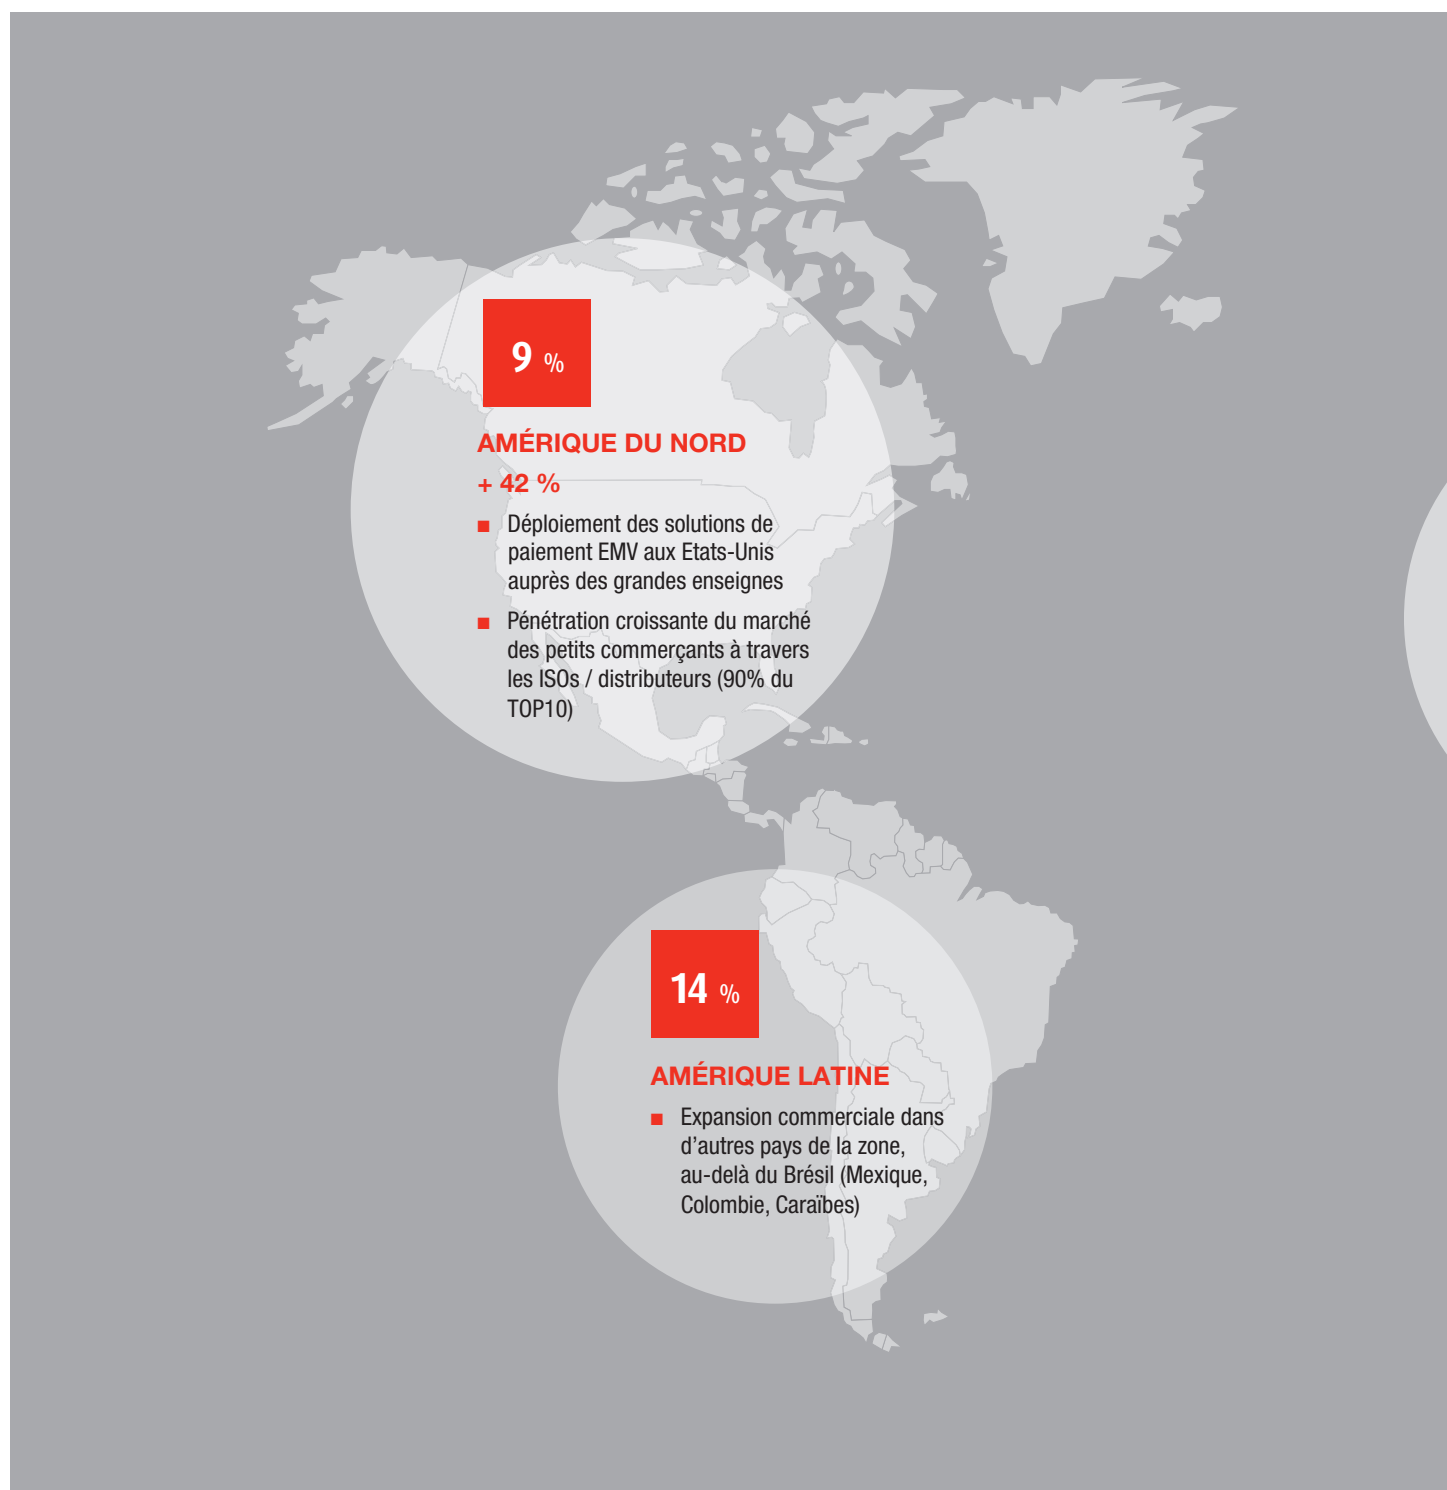 9 %
AMÉRIQUE DU NORD
+ 42 %
■ Déploiement des solutions de
paiement EMV aux Etats-Unis
auprès des grandes enseignes
■ Pénétration croissante du marché
des petits commerçants à travers
les ISOs / distributeurs (90% du
TOP10)
14 %
AMÉRIQUE LATINE
■ Expansion commerciale dans
d’autres pays de la zone,
au-delà du Brésil (Mexique,
Colombie, Caraïbes)